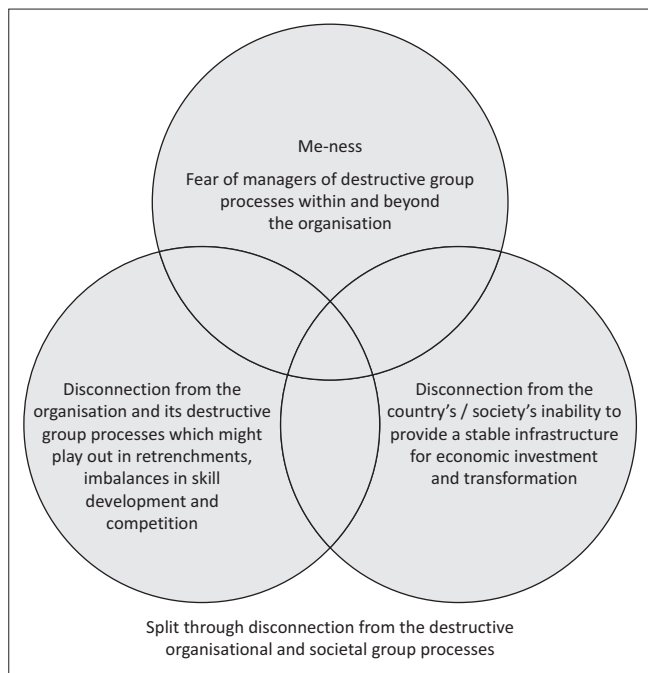 Me-ness
Fear of managers of destructive group
processes within and beyond
the organisation
Disconnection from the
organisation and its destructive
group processes which might
play out in retrenchments,
imbalances in skill
development and
competition
Disconnection from the
country’s / society’s inability to
provide a stable infrastructure
for economic investment
and transformation
Split through disconnection from the destructive
organisational and societal group processes